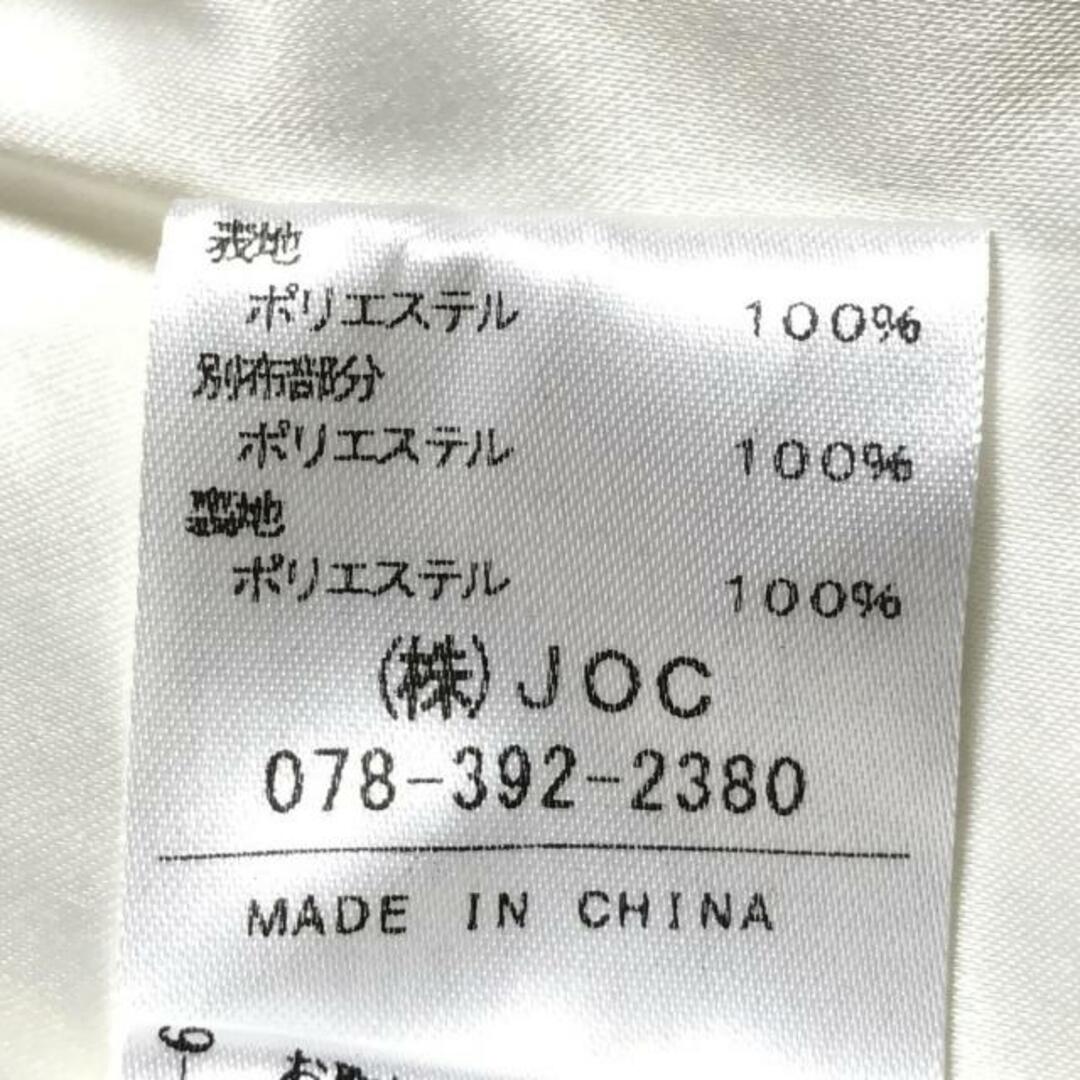 表地
ポリエステル 100%
別布部分
ポリエステル 100%
裏地
ポリエステル 100%
(株)JOC
078-392-2380
MADE IN CHINA